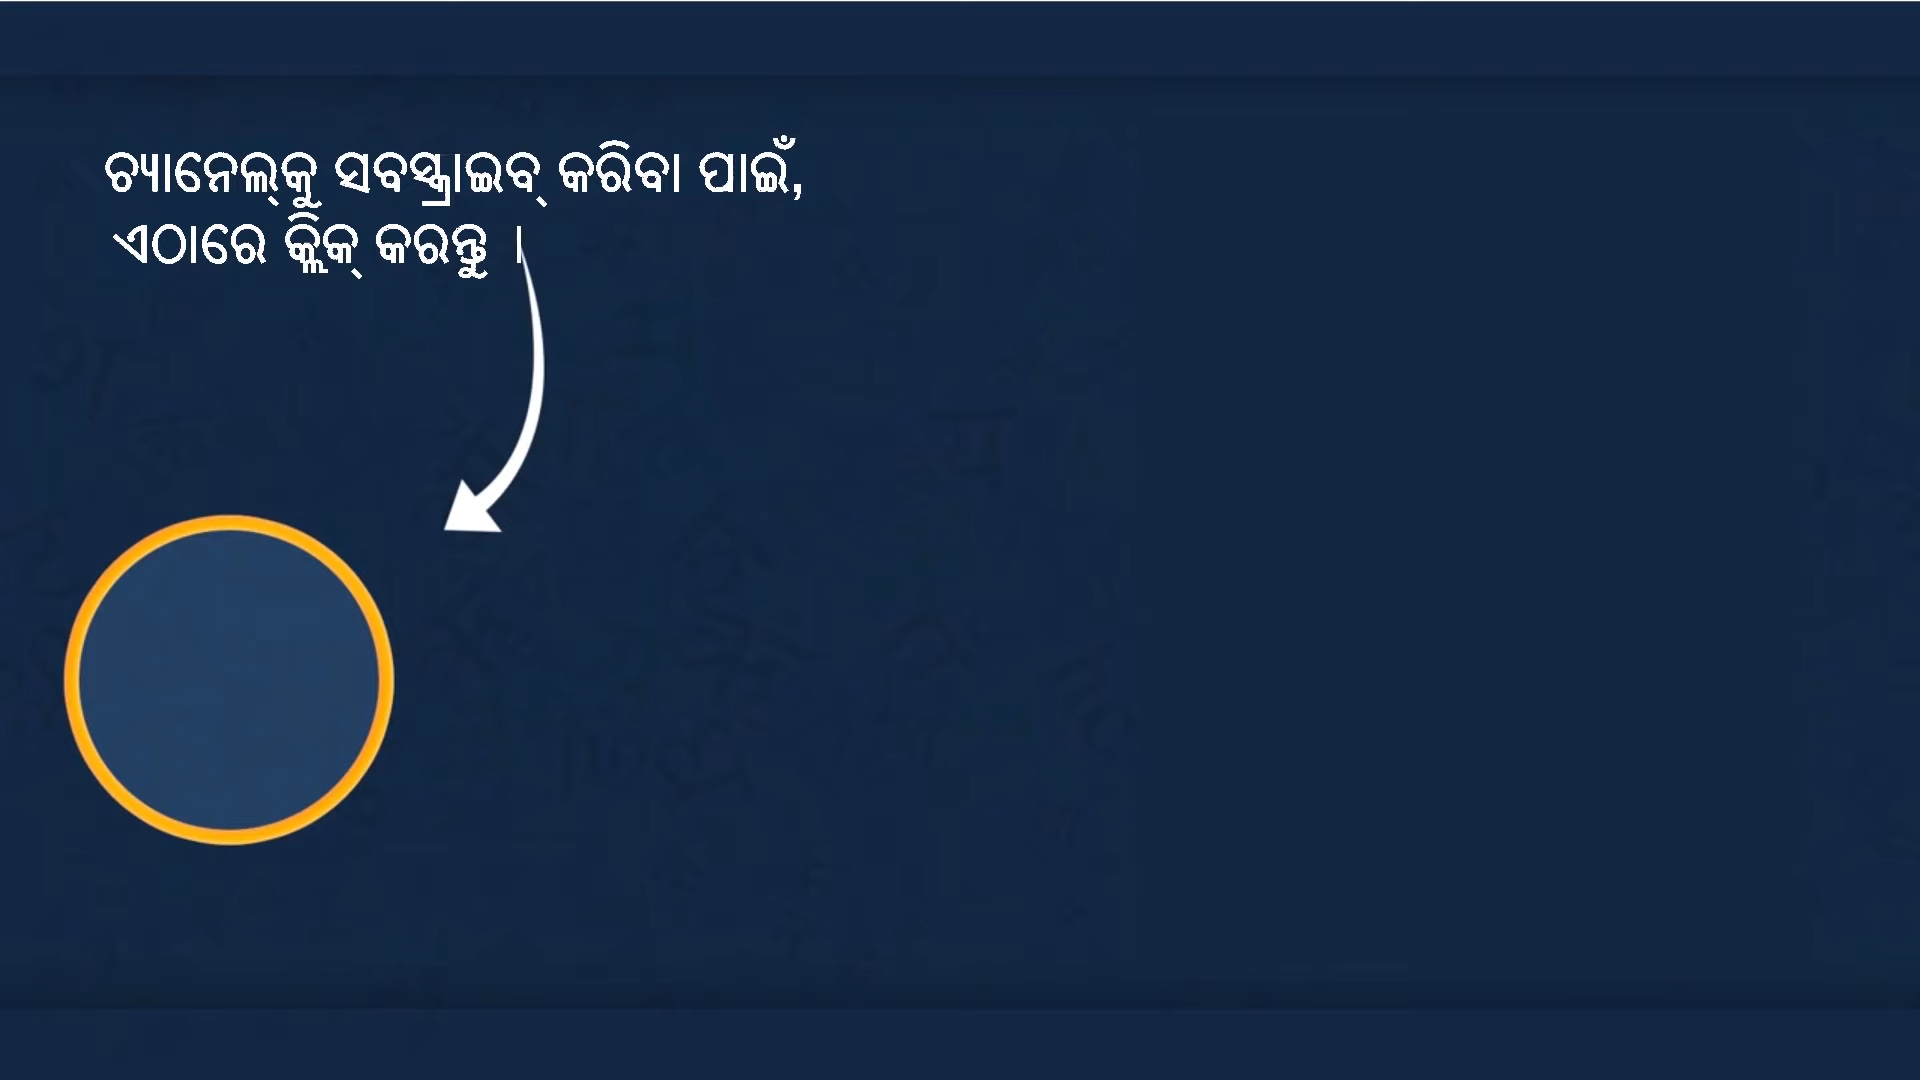 ଚ୍ୟାନେଲ୍‌କୁ ସବସ୍କ୍ରାଇବ୍ କରିବା ପାଇଁ,
ଏଠାରେ କ୍ଲିକ୍ କରନ୍ତୁ ।